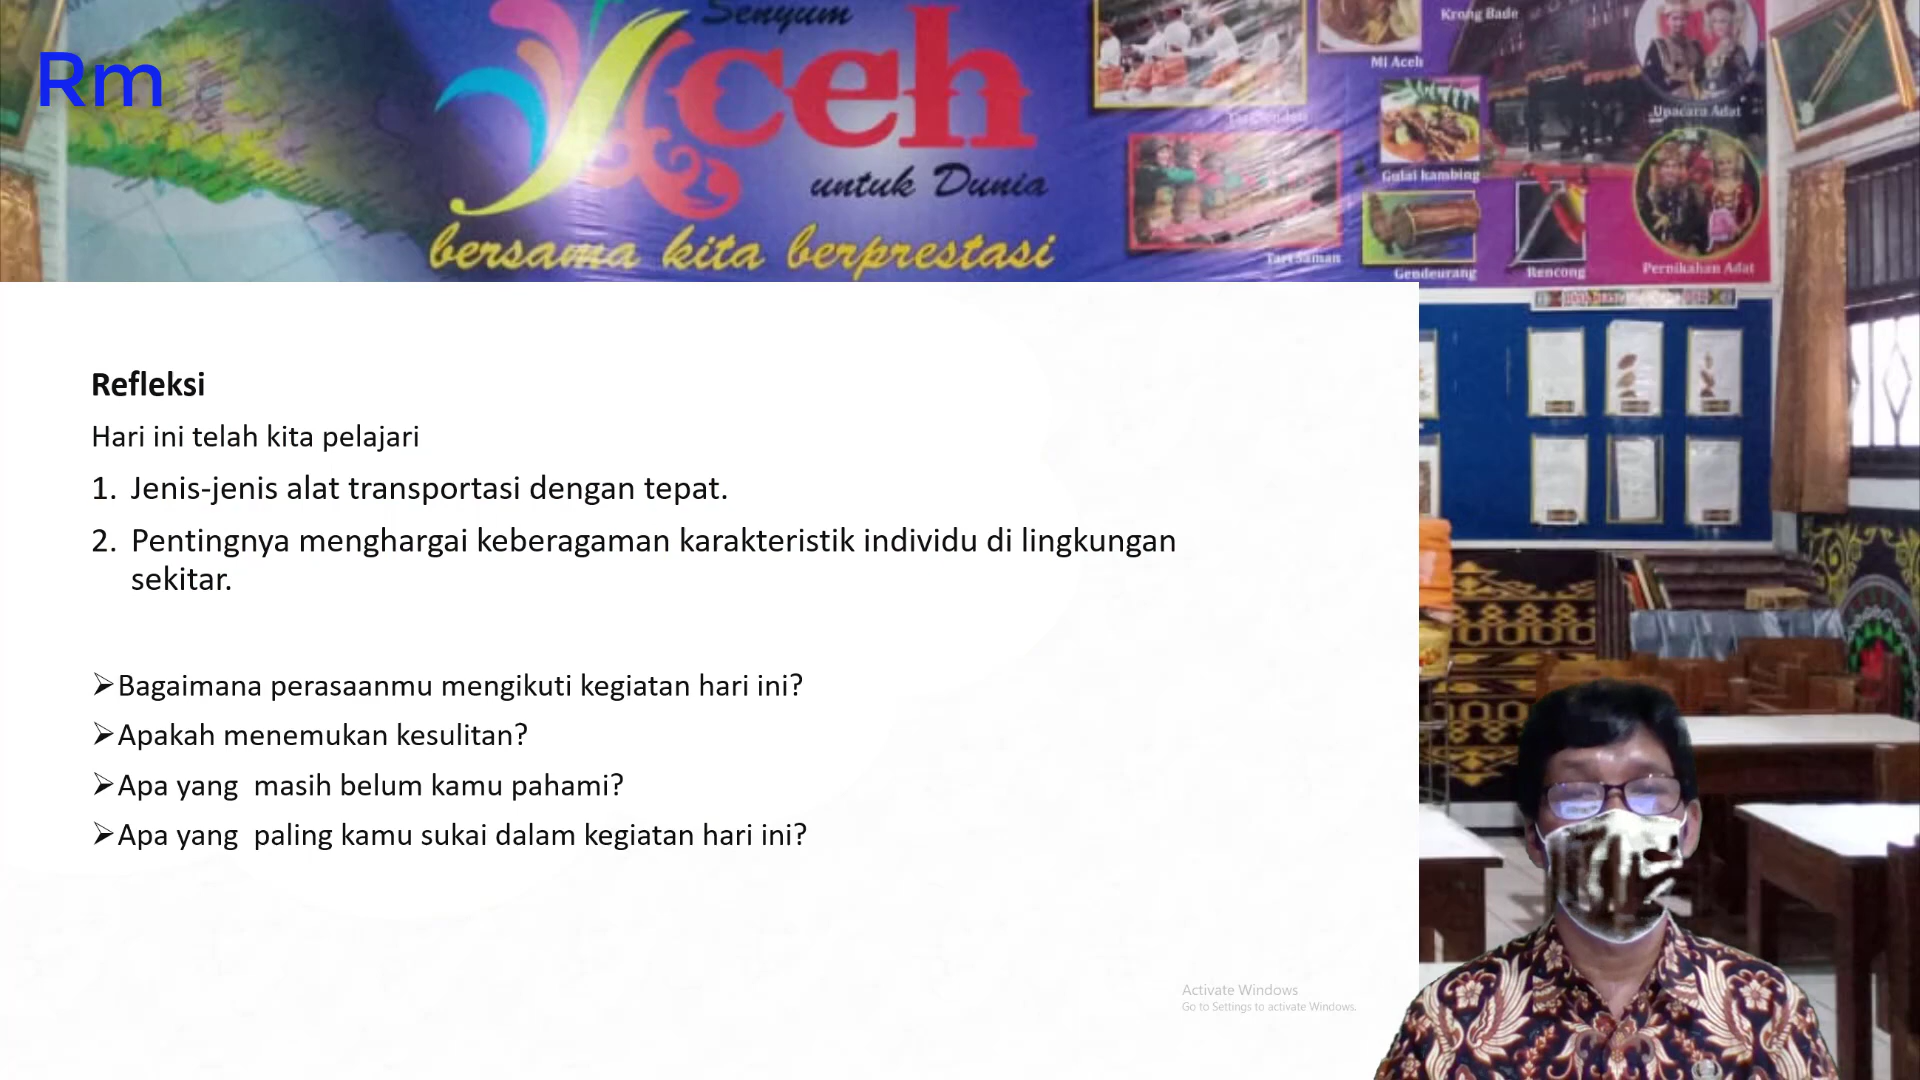 Senyum
Rm
Aceh
untuk Dunia
bersama kita berprestasi
Krong Bade
Mi Aceh
Upacara Adat
Gulai kambing
Tari Saman
Gendeurang
Rencong
Pernikahan Adat
Refleksi
Hari ini telah kita pelajari
1. Jenis-jenis alat transportasi dengan tepat.
2. Pentingnya menghargai keberagaman karakteristik individu di lingkungan
sekitar.
➢Bagaimana perasaanmu mengikuti kegiatan hari ini?
➢Apakah menemukan kesulitan?
➢Apa yang  masih belum kamu pahami?
➢Apa yang  paling kamu sukai dalam kegiatan hari ini?
Activate Windows
Go to Settings to activate Windows.